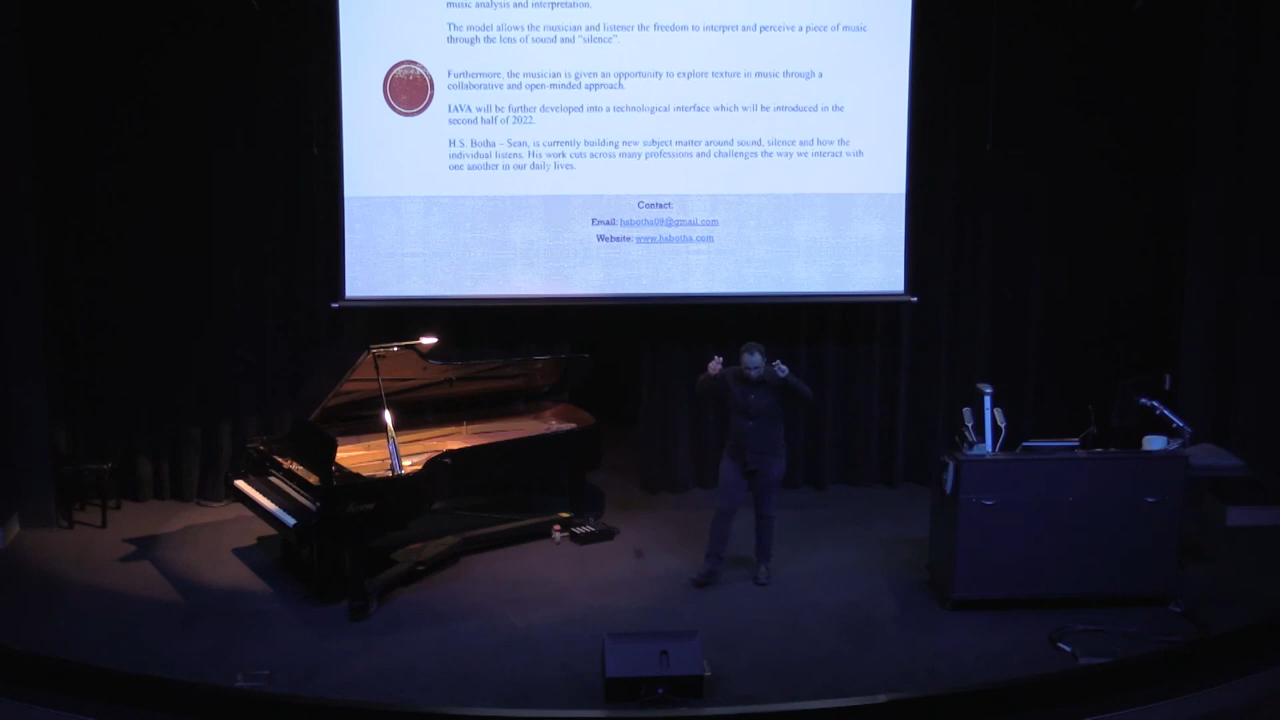 music analysis and interpretation.
The model allows the musician and listener the freedom to interpret and perceive a piece of music
through the lens of sound and “silence”.
Furthermore, the musician is given an opportunity to explore texture in music through a
collaborative and open-minded approach.
IAVA will be further developed into a technological interface which will be introduced in the
second half of 2022.
H.S. Botha – Sean, is currently building new subject matter around sound, silence and how the
individual listens. His work cuts across many professions and challenges the way we interact with
one another in our daily lives.
Contact:
Email: hsbotha09@gmail.com
Website: www.hsbotha.com